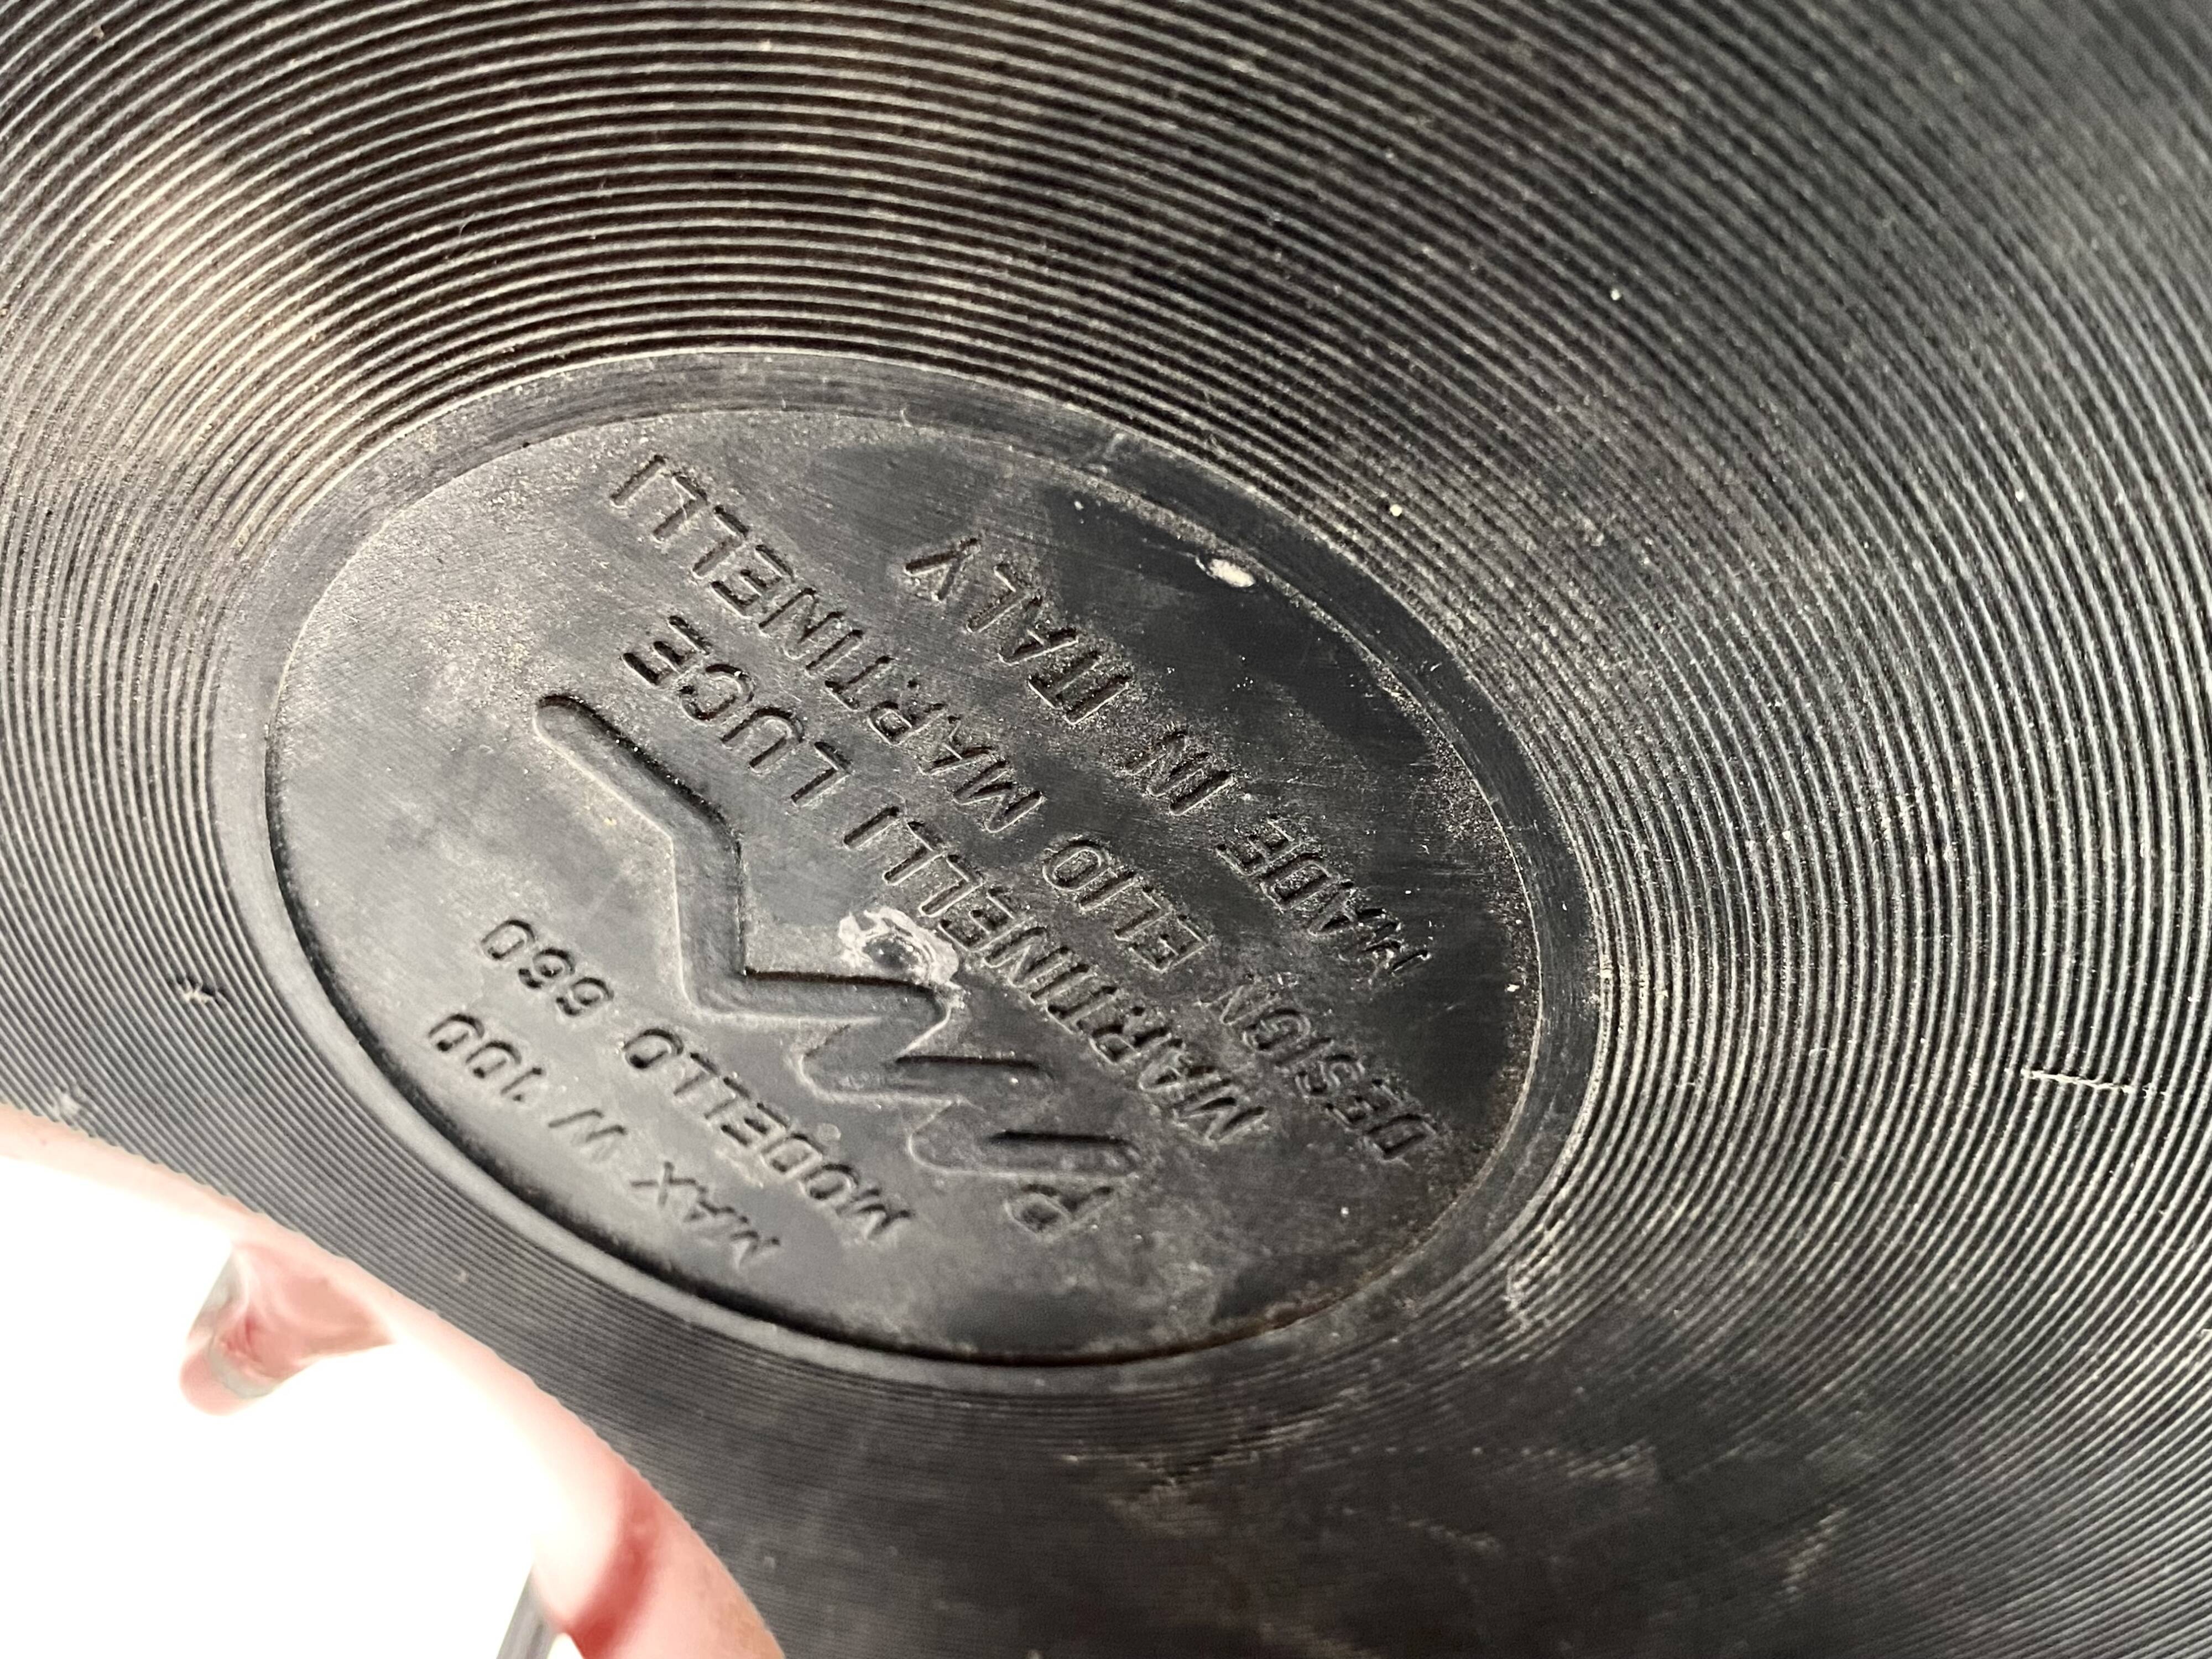 MAX W 100
MODELLO 660
R
MARTINELLI LUCE
DESIGN ELIO MARTINELLI
MADE IN ITALY